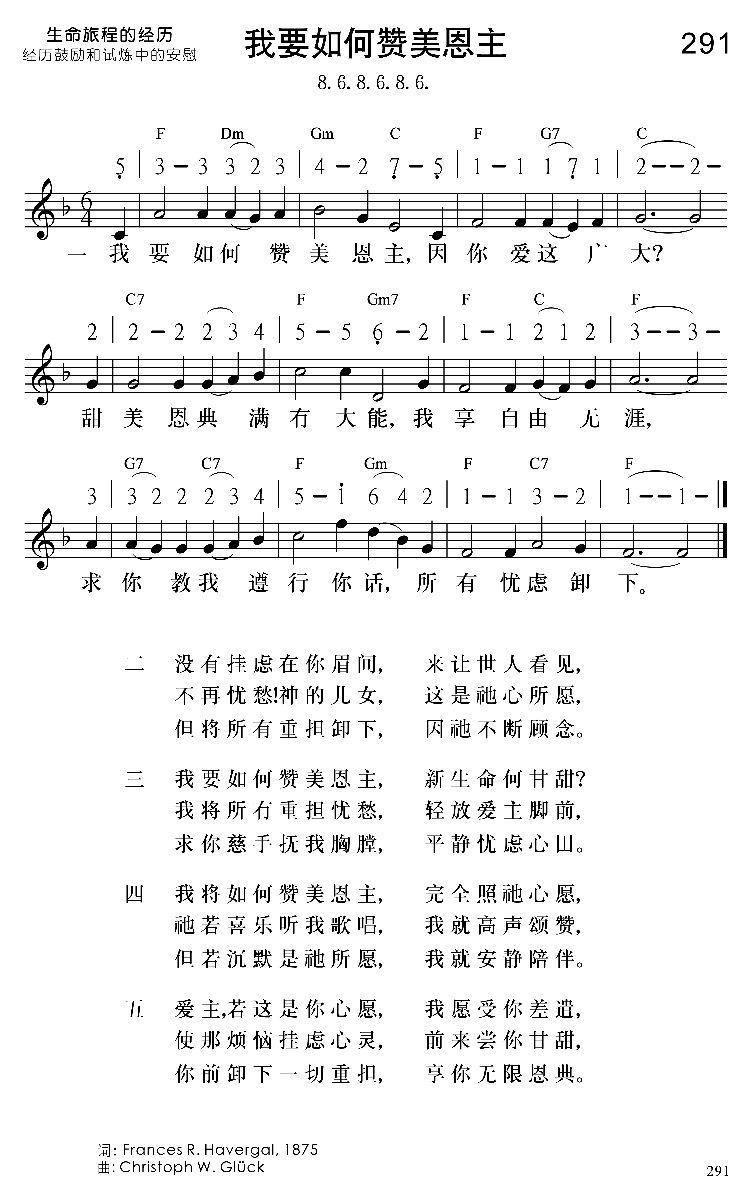 生命旅程的经历
经历鼓励和试炼中的安慰
我要如何赞美恩主
291
8. 6. 8. 6. 8. 6.
F Dm Gm C F G7 C
5 | 3 – 3 3 2 3 | 4 – 2 7 – 5 | 1 – 1 1 7 1 | 2 – – 2 –
一 我 要 如何 赞 美 恩 主, 因 你 爱 这 广 大?
C7 F Gm7 F C F
2 | 2 – 2 2 3 4 | 5 – 5 6 – 2 | 1 – 1 2 1 2 | 3 – – 3 –
甜 美 恩 典 满 有 大 能, 我 享 自 由 无 涯,
G7 C7 F Gm F C7 F
3 | 3 2 2 2 3 4 | 5 – 1 6 4 2 | 1 – 1 3 – 2 | 1 – – 1 –
求 你 教 我 遵 行 你 话, 所 有 忧 虑 卸 下。
二 没有挂虑在你眉间, 来让世人看见,
不再忧愁!神的儿女, 这是祂心所愿,
但将所有重担卸下, 因祂不断顾念。
三 我要如何赞美恩主, 新生命何甘甜?
我将所有重担忧愁, 轻放爱主脚前,
求你慈手抚我胸膛, 平静忧虑心田。
四 我将如何赞美恩主, 完全照祂心愿,
祂若喜乐听我歌唱, 我就高声颂赞,
但若沉默是祂所愿, 我就安静陪伴。
五 爱主,若这是你心愿, 我愿受你差遣,
使那烦恼挂虑心灵, 前来尝你甘甜,
你前卸下一切重担, 享你无限恩典。
词: Frances R. Havergal, 1875
曲: Christoph W. Glück
291